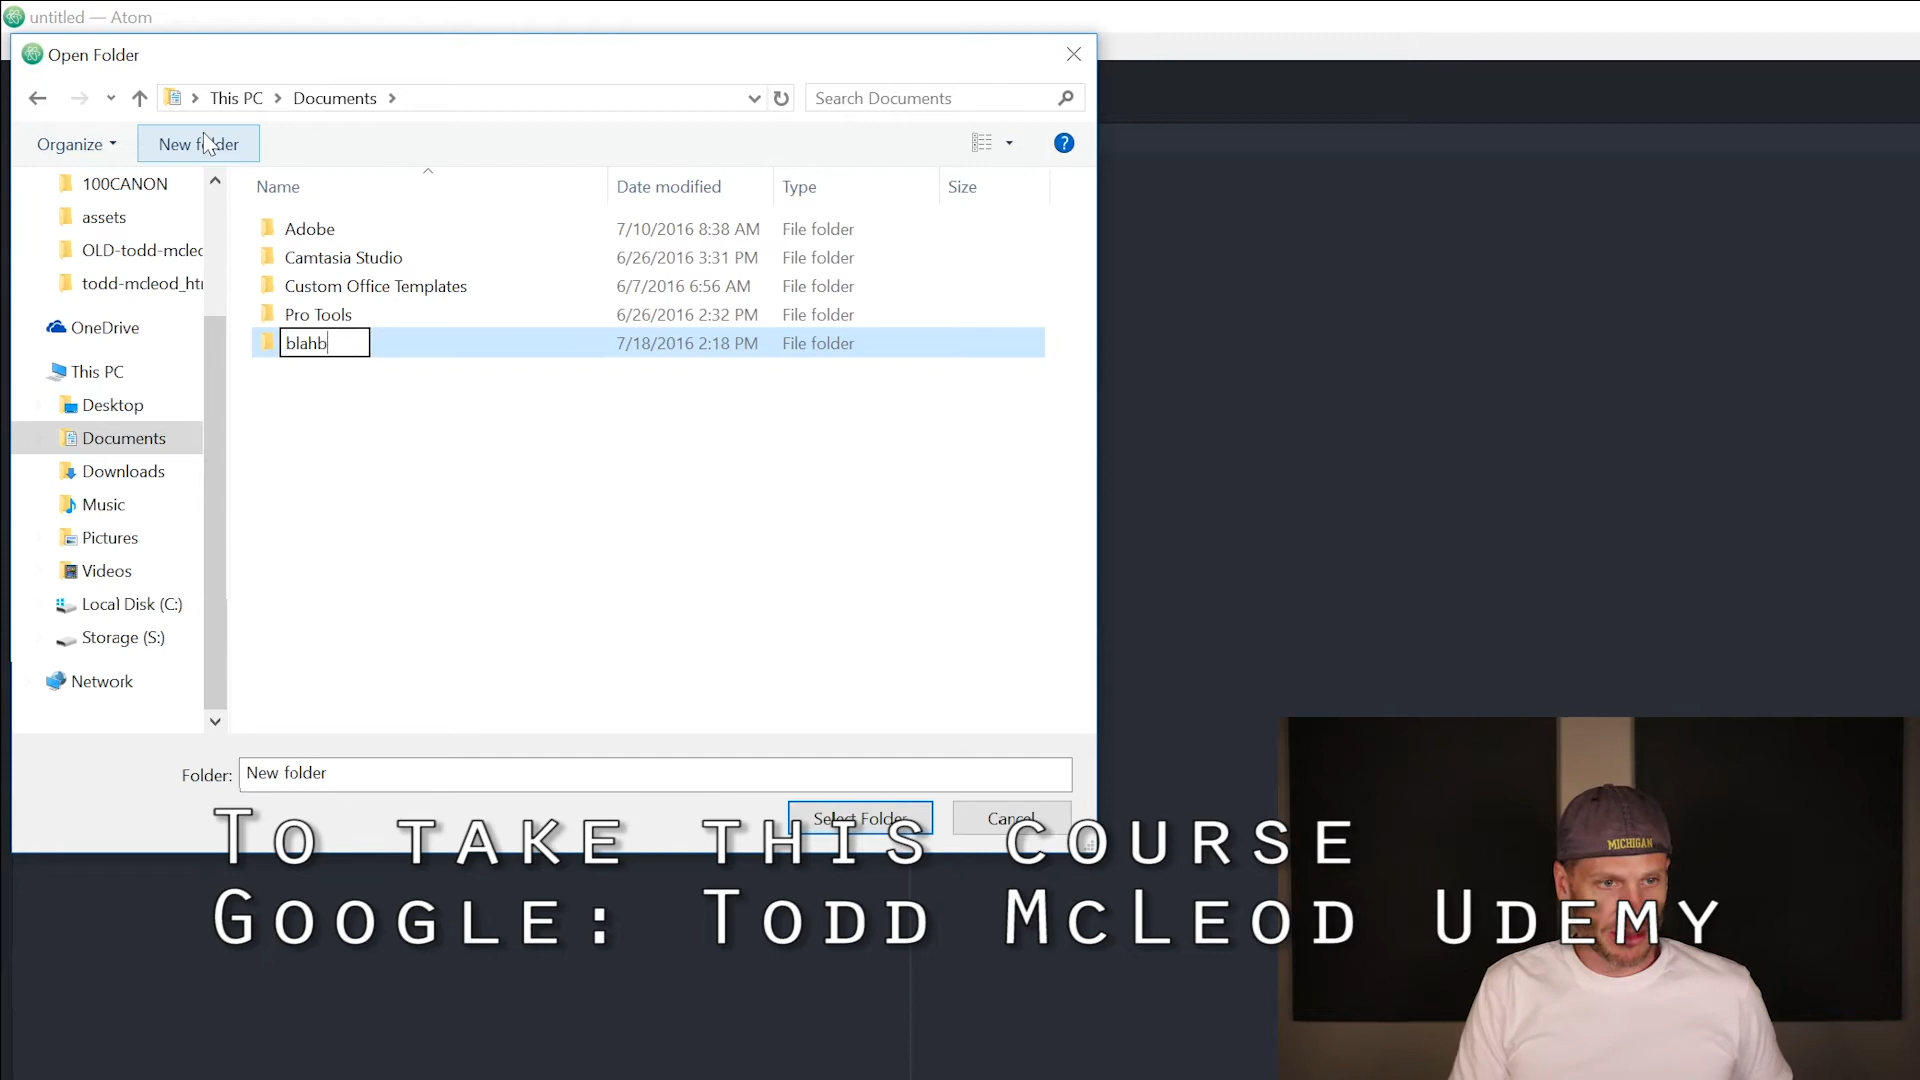 untitled — Atom
Open Folder
This PC
Documents
Search Documents
Organize
New folder
?
100CANON
assets
OLD-todd-mcleo
todd-mcleod_ht
OneDrive
This PC
Desktop
Documents
Downloads
Music
Pictures
Videos
Local Disk (C:)
Storage (S:)
Network
Name Date modified Type Size
Adobe 7/10/2016 8:38 AM File folder
Camtasia Studio 6/26/2016 3:31 PM File folder
Custom Office Templates 6/7/2016 6:56 AM File folder
Pro Tools 6/26/2016 2:32 PM File folder
blahb 7/18/2016 2:18 PM File folder
Folder: New folder
Select Folder Cancel
To take this course
Google: Todd McLeod Udemy
MICHIGAN